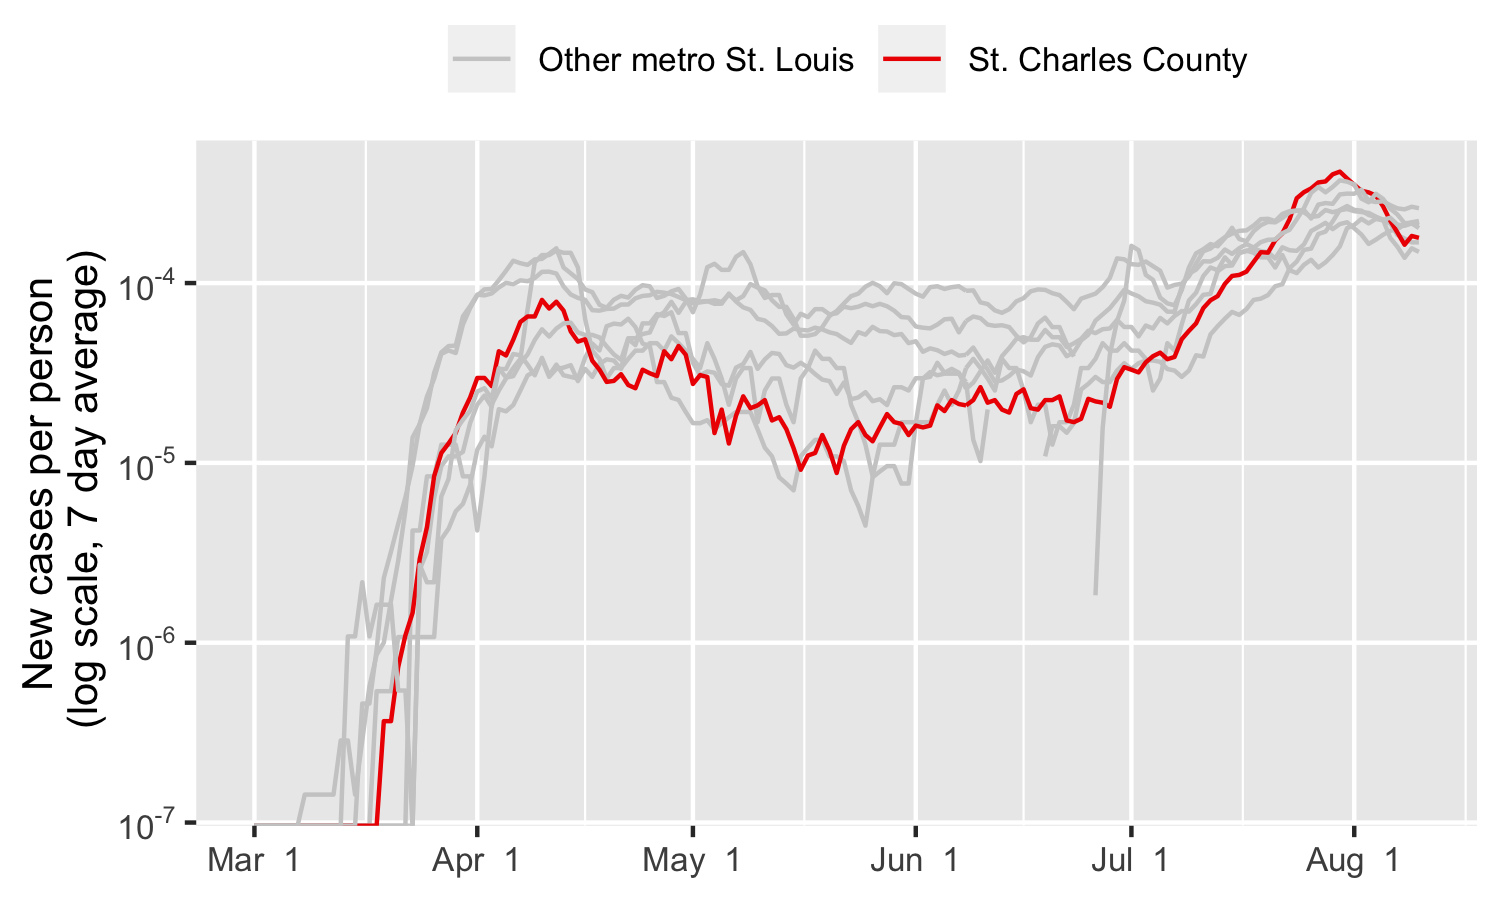 Other metro St. Louis St. Charles County
New cases per person
(log scale, 7 day average)
10-4
10-5
10-6
10-7
Mar 1 Apr 1 May 1 Jun 1 Jul 1 Aug 1